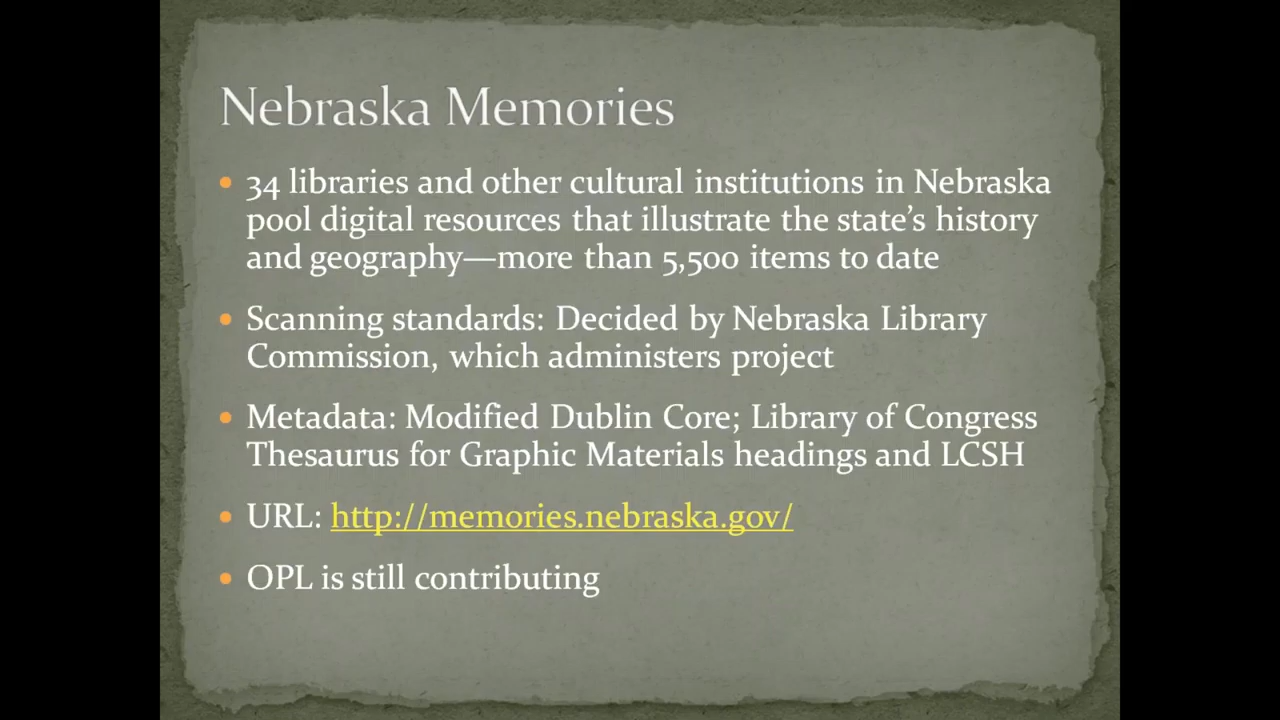 Nebraska Memories
• 34 libraries and other cultural institutions in Nebraska
pool digital resources that illustrate the state’s history
and geography—more than 5,500 items to date
• Scanning standards: Decided by Nebraska Library
Commission, which administers project
• Metadata: Modified Dublin Core; Library of Congress
Thesaurus for Graphic Materials headings and LCSH
• URL: http://memories.nebraska.gov/
• OPL is still contributing